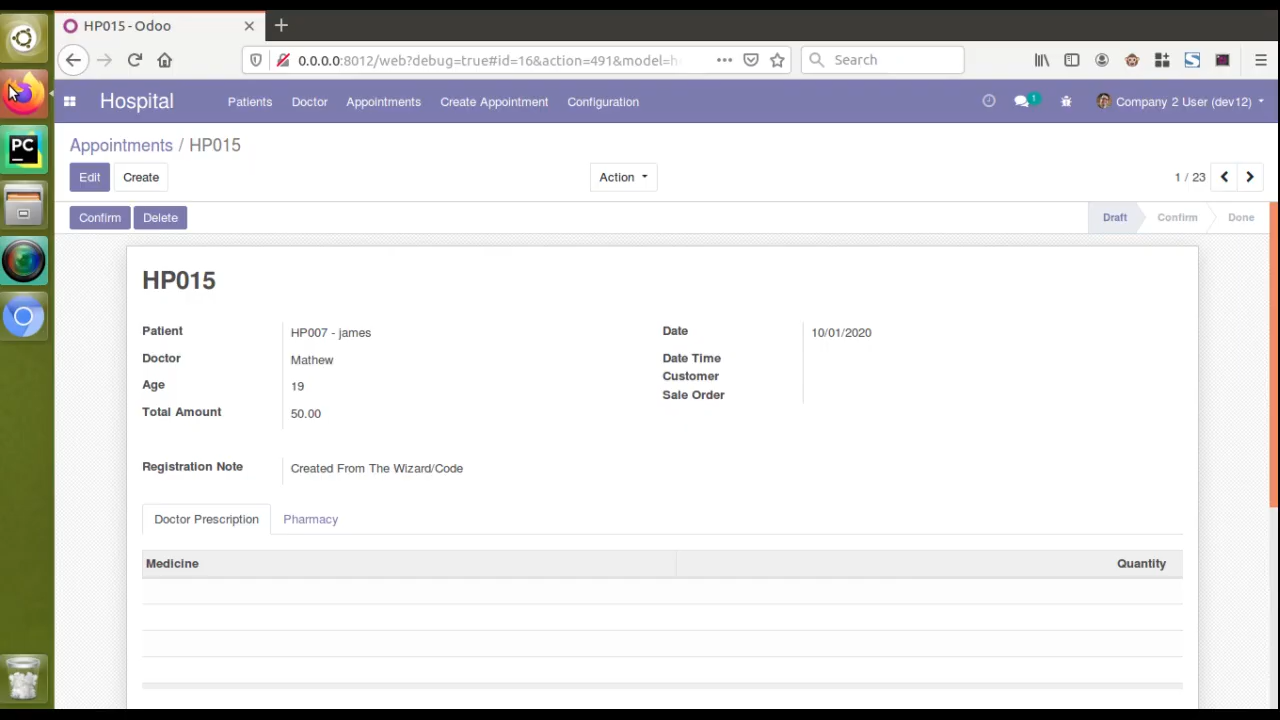 HP015 - Odoo
0.0.0.0:8012/web?debug=true#id=16&action=491&model=h
Search
Hospital Patients Doctor Appointments Create Appointment Configuration 1 Company 2 User (dev12)
Appointments / HP015
Edit Create Action 1 / 23
Confirm Delete Draft Confirm Done
HP015
Patient HP007 - james Date 10/01/2020
Doctor Mathew Date Time
Customer
Age 19 Sale Order
Total Amount 50.00
Registration Note Created From The Wizard/Code
Doctor Prescription Pharmacy
Medicine Quantity
PC